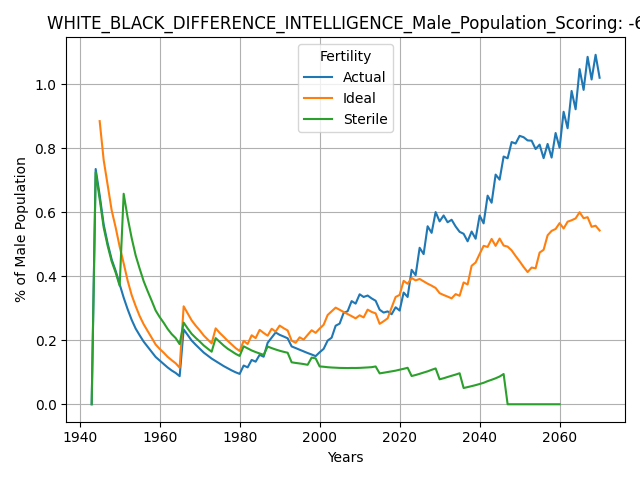 WHITE_BLACK_DIFFERENCE_INTELLIGENCE_Male_Population_Scoring: -6
Fertility
Actual
Ideal
Sterile
% of Male Population
1.0
0.8
0.6
0.4
0.2
0.0
1940 1960 1980 2000 2020 2040 2060
Years